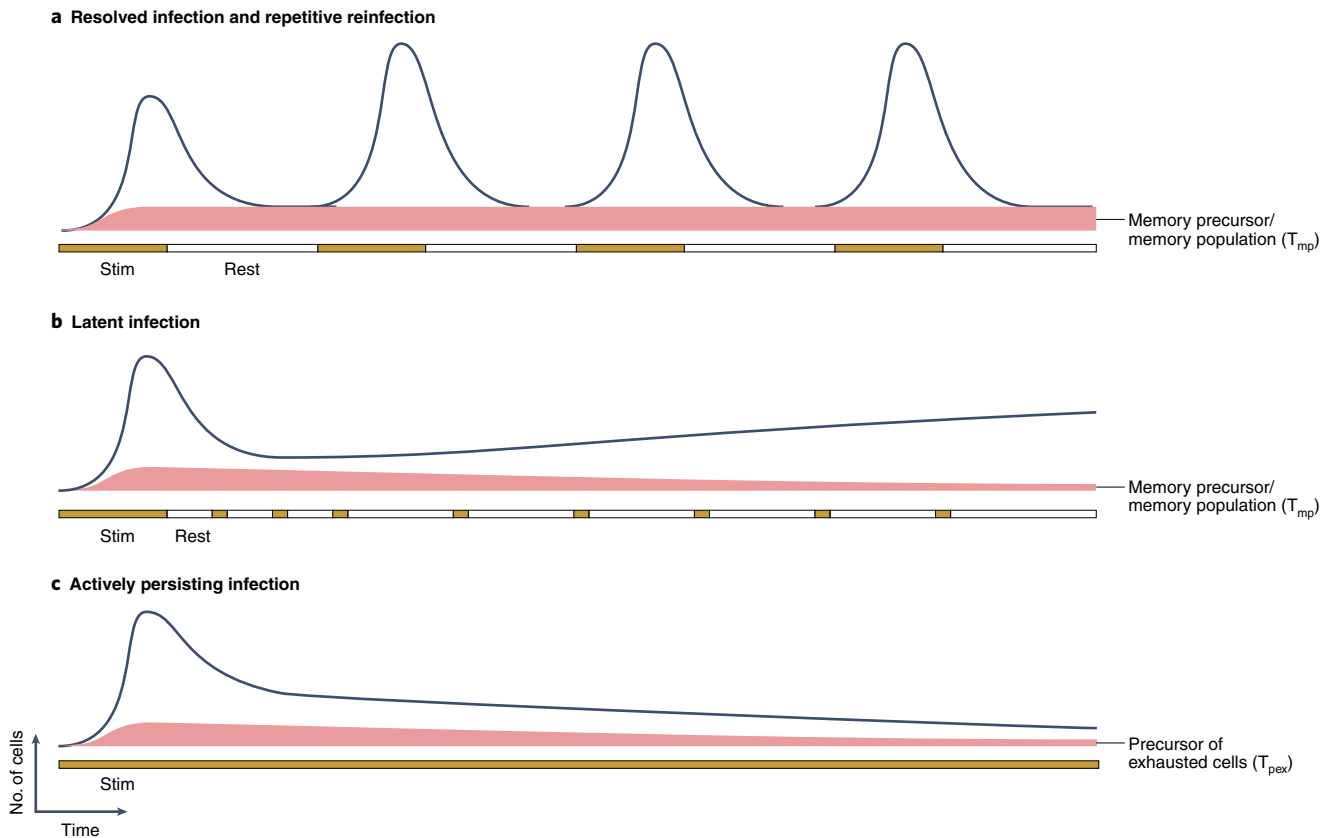 a Resolved infection and repetitive reinfection
Memory precursor/
memory population (Tmp)
Stim Rest
b Latent infection
Memory precursor/
memory population (Tmp)
Stim Rest
c Actively persisting infection
Precursor of
exhausted cells (Tpex)
Stim
No. of cells
Time